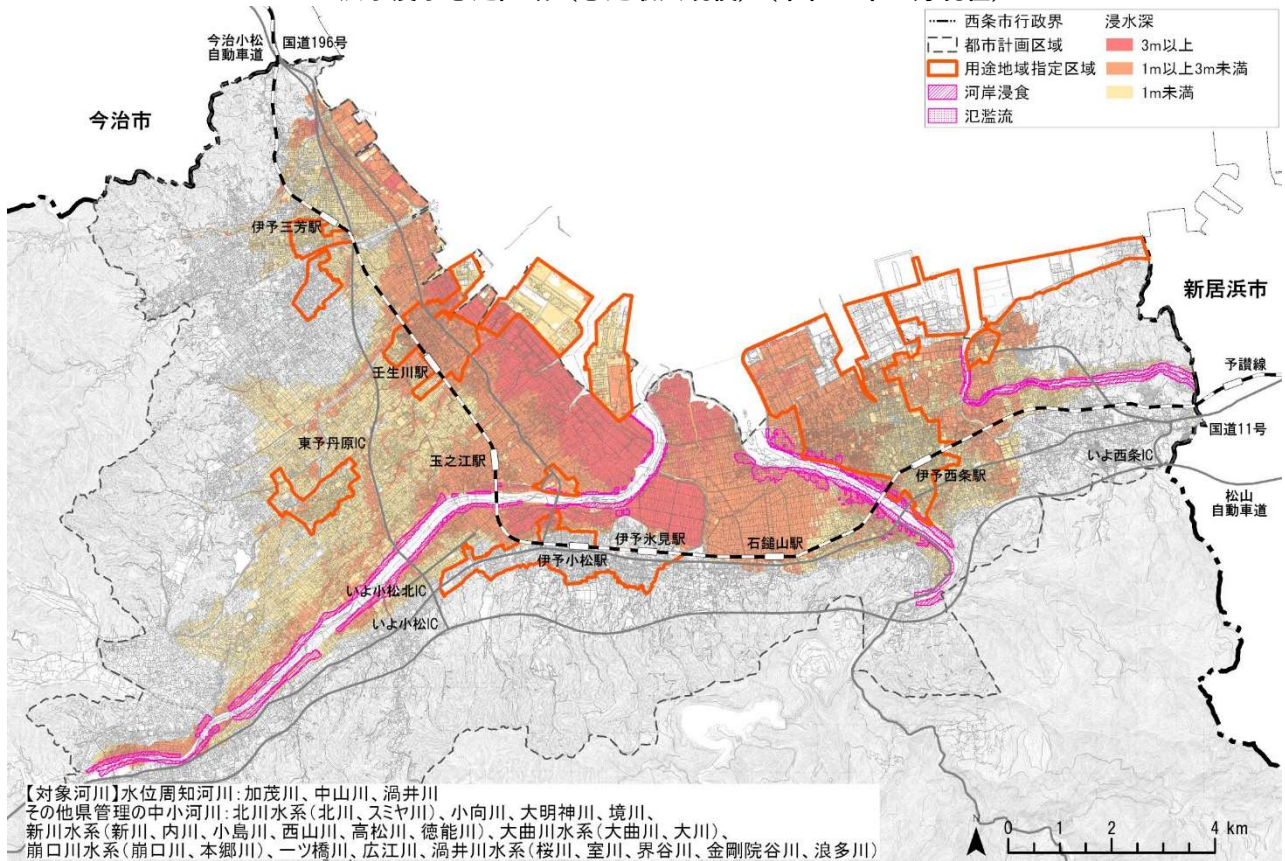 西条市行政界
都市計画区域
用途地域指定区域
河岸浸食
氾濫流
浸水深
3m以上
1m以上3m未満
1m未満
今治小松
自動車道
国道196号
今治市
伊予三芳駅
壬生川駅
東予丹原IC
玉之江駅
いよ小松北IC
いよ小松IC
伊予小松駅
伊予氷見駅
石鎚山駅
伊予西条駅
いよ西条IC
新居浜市
予讃線
国道11号
松山
自動車道
【対象河川】水位周知河川:加茂川、中山川、渦井川
その他県管理の中小河川:北川水系(北川、スミヤ川)、小向川、大明神川、境川、
新川水系(新川、内川、小島川、西山川、高松川、徳能川)、大曲川水系(大曲川、大川)、
崩口川水系(崩口川、本郷川)、一ツ橋川、広江川、渦井川水系(桜川、室川、界谷川、金剛院谷川、浪多川)
0 1 2 4 km